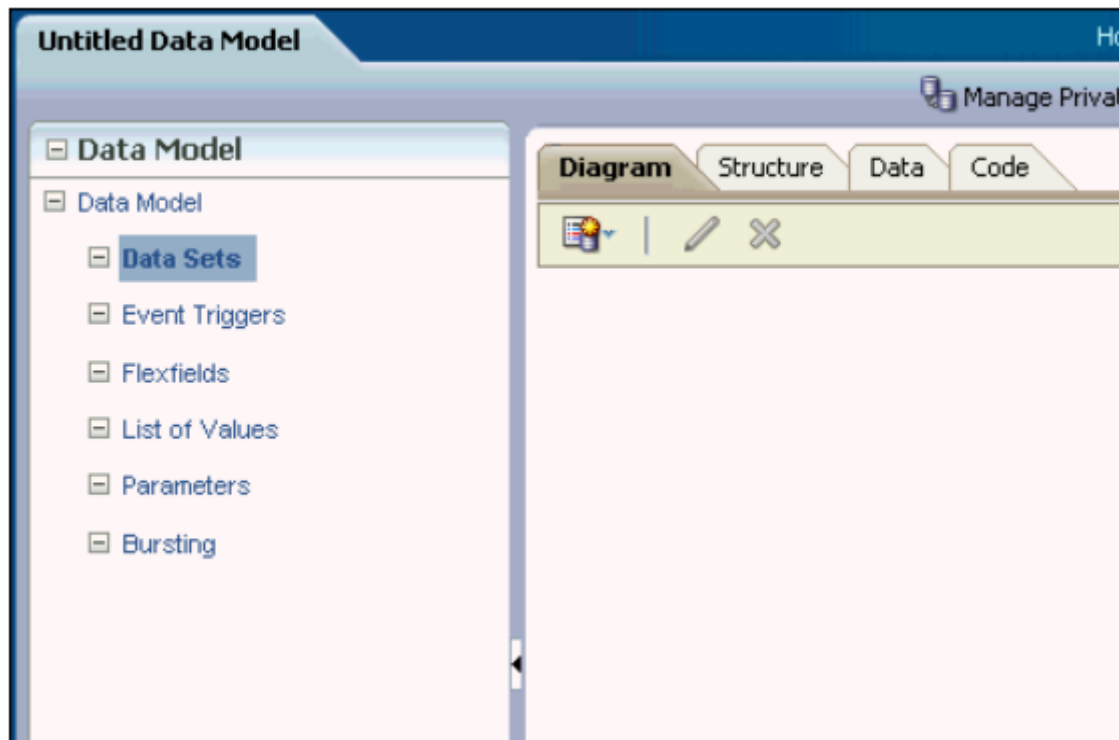 Untitled Data Model
Manage
Data Model
Data Model
Data Sets
Event Triggers
Flexfields
List of Values
Parameters
Bursting
Diagram
Structure
Data
Code